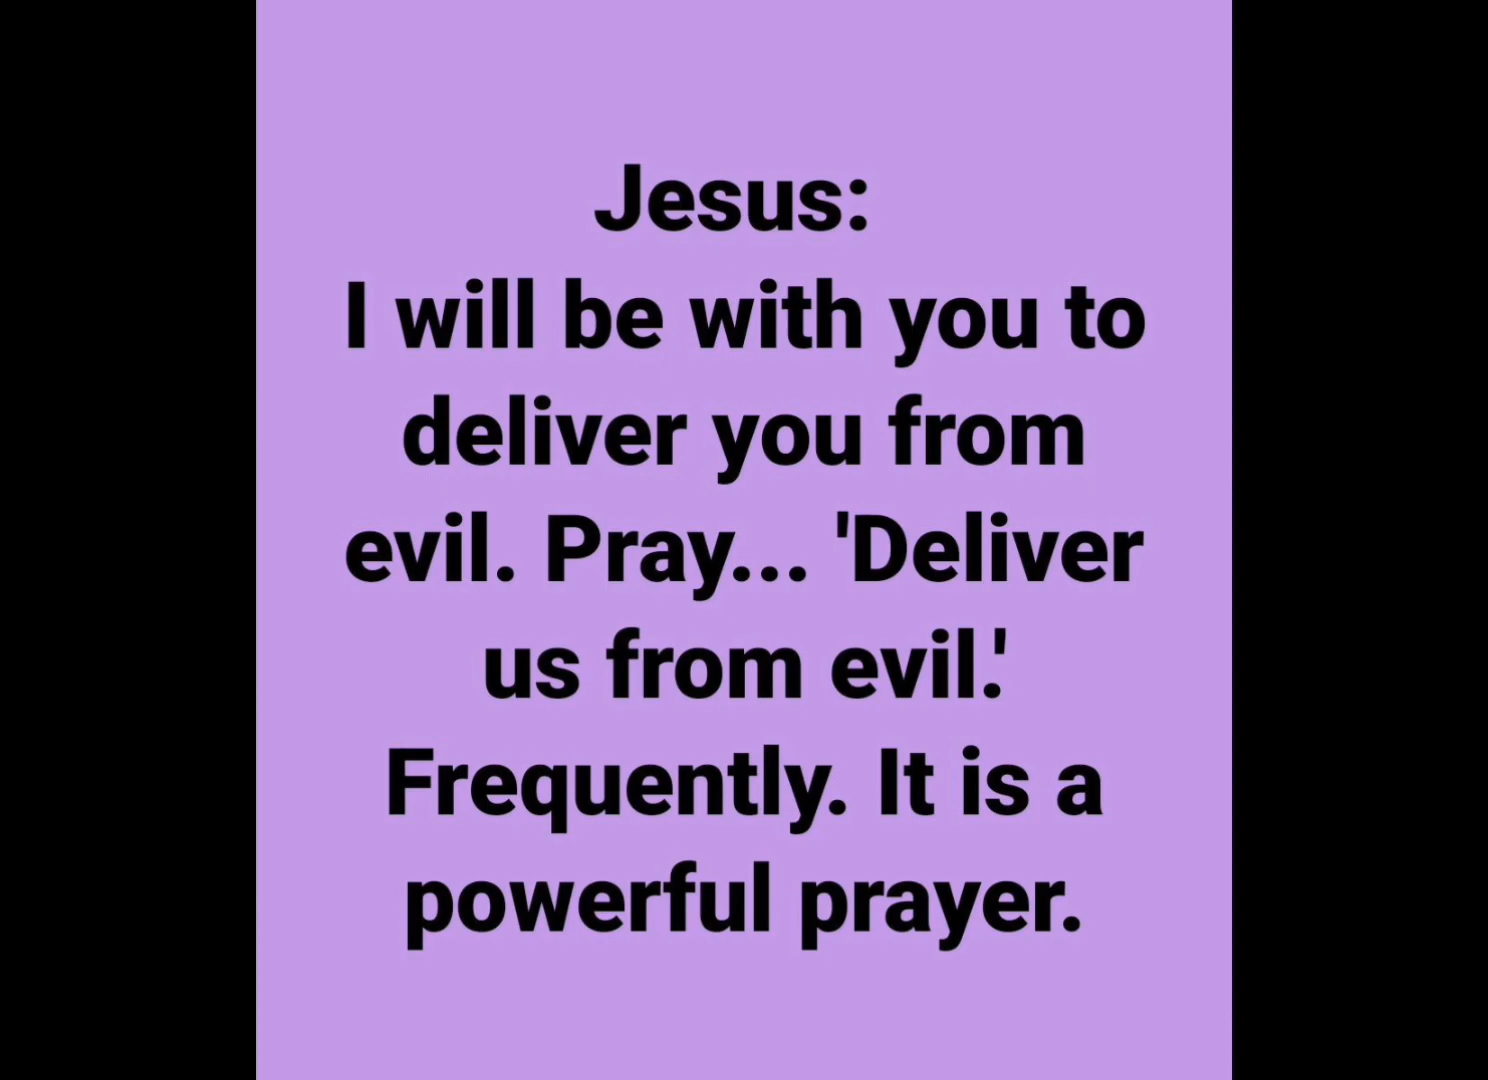 Jesus:
I will be with you to
deliver you from
evil. Pray... 'Deliver
us from evil.'
Frequently. It is a
powerful prayer.